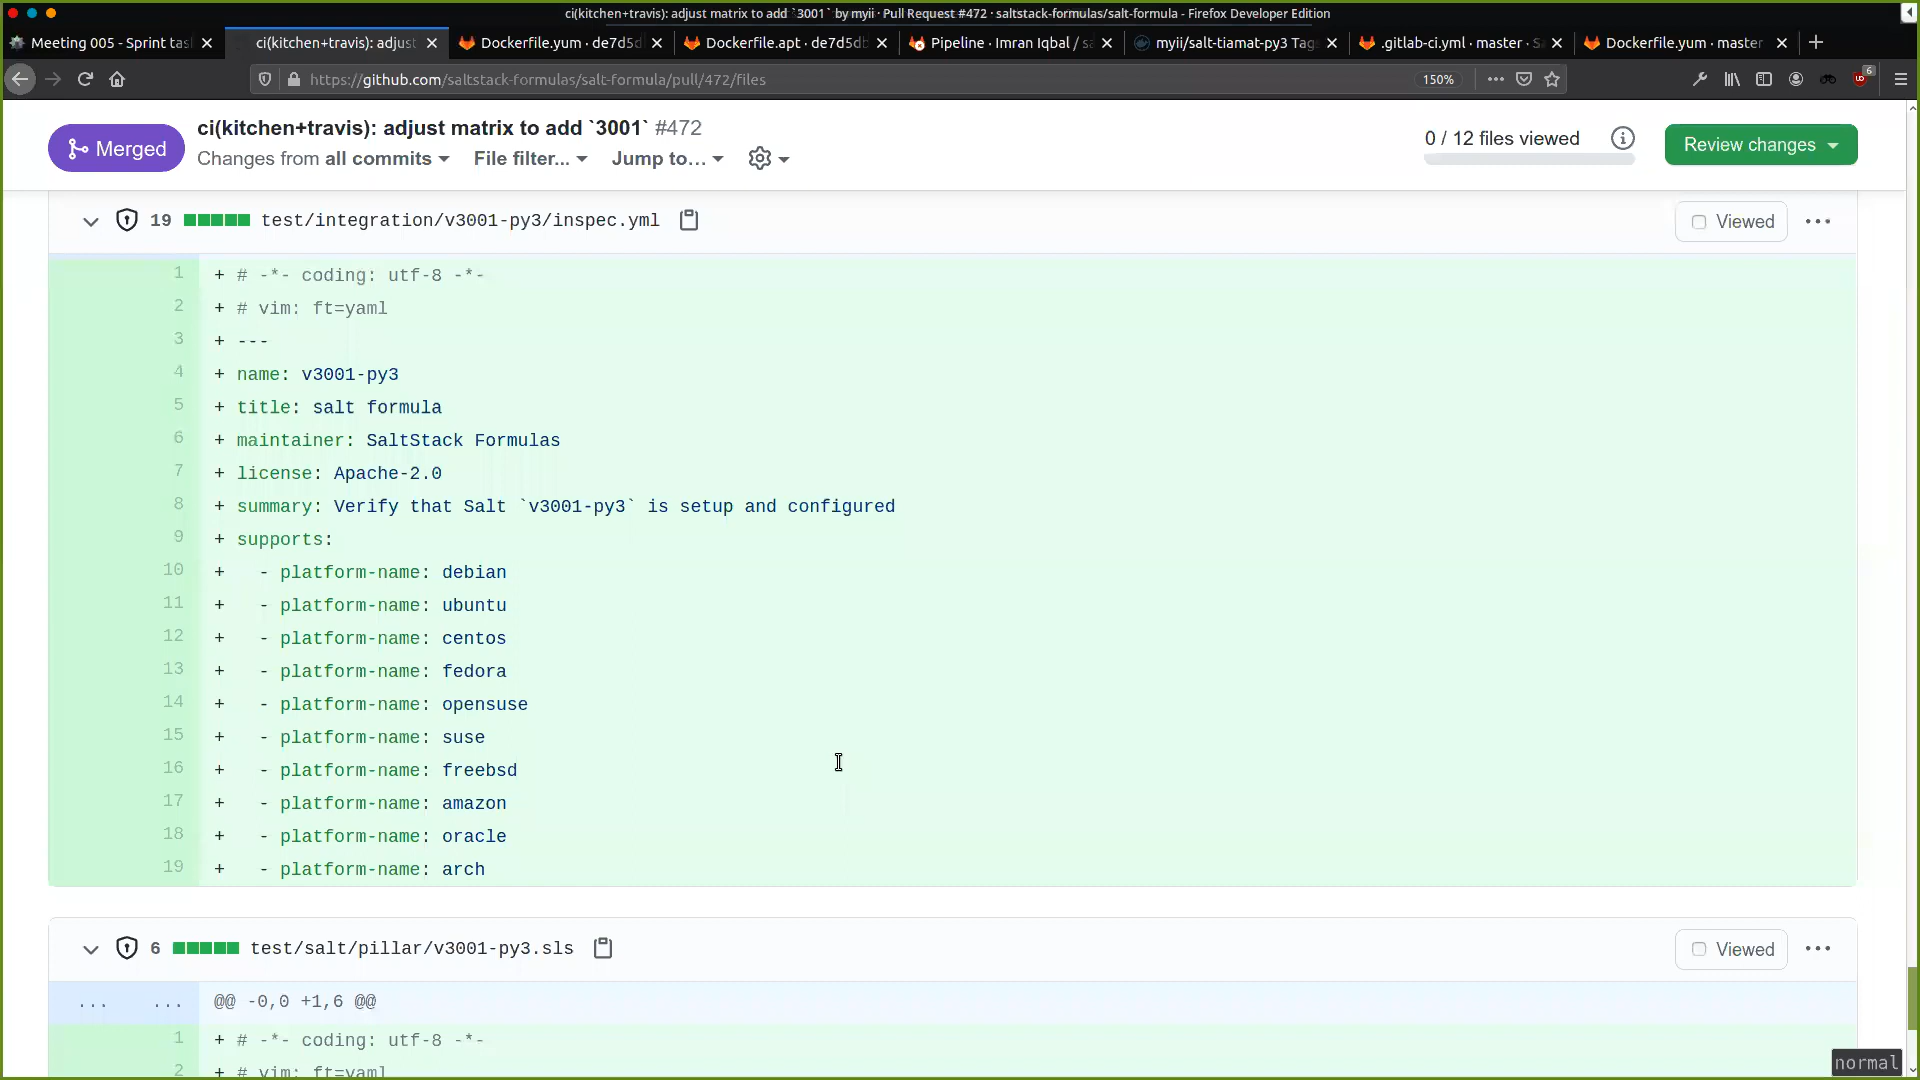 ci(kitchen+travis): adjust matrix to add `3001` by myii · Pull Request #472 · saltstack-formulas/salt-formula - Firefox Developer Edition
Meeting 005 - Sprint tas
ci(kitchen+travis): adjust
Dockerfile.yum · de7d5d
Dockerfile.apt · de7d5db
Pipeline · Imran Iqbal / sa
myii/salt-tiamat-py3 Tag
.gitlab-ci.yml · master · S
Dockerfile.yum · master
https://github.com/saltstack-formulas/salt-formula/pull/472/files
150%
6
Merged
ci(kitchen+travis): adjust matrix to add `3001` #472
Changes from all commits
File filter...
Jump to...
0 / 12 files viewed
Review changes
19 test/integration/v3001-py3/inspec.yml
Viewed
1 + # -*- coding: utf-8 -*-
2 + # vim: ft=yaml
3 + ---
4 + name: v3001-py3
5 + title: salt formula
6 + maintainer: SaltStack Formulas
7 + license: Apache-2.0
8 + summary: Verify that Salt `v3001-py3` is setup and configured
9 + supports:
10 + - platform-name: debian
11 + - platform-name: ubuntu
12 + - platform-name: centos
13 + - platform-name: fedora
14 + - platform-name: opensuse
15 + - platform-name: suse
16 + - platform-name: freebsd
17 + - platform-name: amazon
18 + - platform-name: oracle
19 + - platform-name: arch
6 test/salt/pillar/v3001-py3.sls
Viewed
... ... @@ -0,0 +1,6 @@
1 + # -*- coding: utf-8 -*-
2 + # vim: ft=yaml
normal